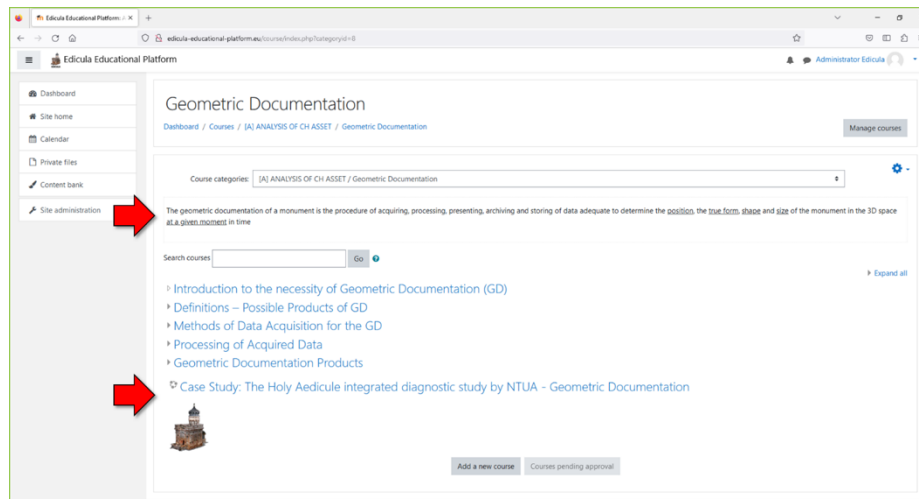 Edicula Educational Platform:
edicula-educational-platform.eu/course/index.php?categoryid=8
Edicula Educational Platform
Administrator Edicula
Dashboard
Site home
Calendar
Private files
Content bank
Site administration
Geometric Documentation
Dashboard / Courses / [A] ANALYSIS OF CH ASSET / Geometric Documentation
Manage courses
Course categories: [A] ANALYSIS OF CH ASSET / Geometric Documentation
The geometric documentation of a monument is the procedure of acquiring, processing, presenting, archiving and storing of data adequate to determine the position, the true form, shape and size of the monument in the 3D space
at a given moment in time
Search courses Go
Expand all
Introduction to the necessity of Geometric Documentation (GD)
Definitions – Possible Products of GD
Methods of Data Acquisition for the GD
Processing of Acquired Data
Geometric Documentation Products
Case Study: The Holy Aedicule integrated diagnostic study by NTUA - Geometric Documentation
Add a new course Courses pending approval